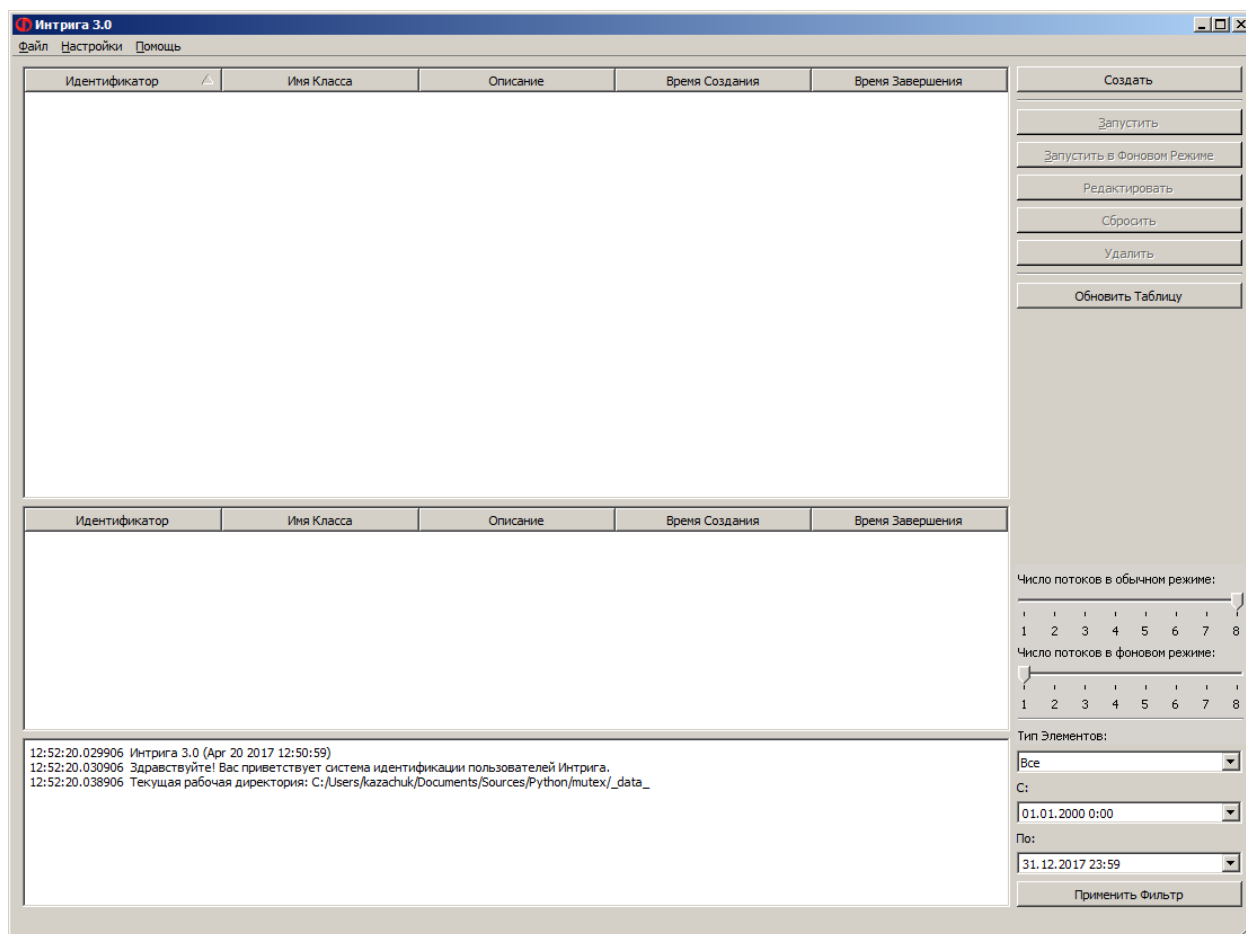 Интрига 3.0
Файл Настройки Помощь
Идентификатор Имя Класса Описание Время Создания Время Завершения
Создать
Запустить
Запустить в Фоновом Режиме
Редактировать
Сбросить
Удалить
Обновить Таблицу
Идентификатор Имя Класса Описание Время Создания Время Завершения
Число потоков в обычном режиме:
1 2 3 4 5 6 7 8
Число потоков в фоновом режиме:
1 2 3 4 5 6 7 8
12:52:20.029906 Интрига 3.0 (Apr 20 2017 12:50:59)
12:52:20.030906 Здравствуйте! Вас приветствует система идентификации пользователей Интрига.
12:52:20.038906 Текущая рабочая директория: C:/Users/kazachuk/Documents/Sources/Python/mutex/_data_
Тип Элементов:
Все
С:
01.01.2000 0:00
По:
31.12.2017 23:59
Применить Фильтр